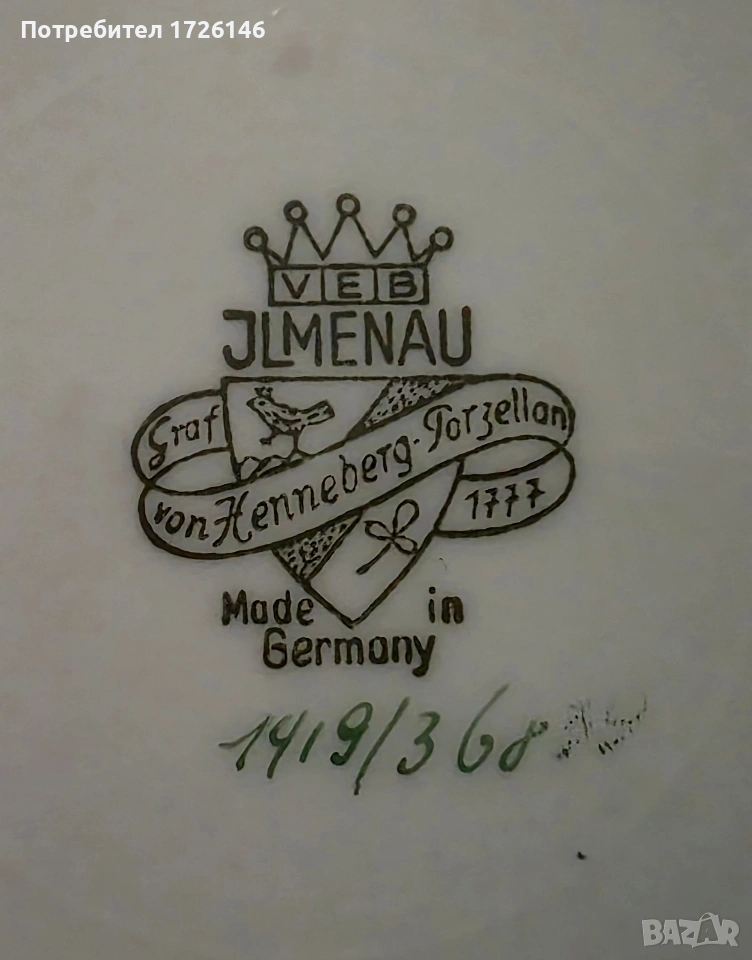 Потребител 1726146
VEB
JLMENAU
Graf
von Henneberg-Porzellan
1777
Made in
Germany
1419/368
BAZAR